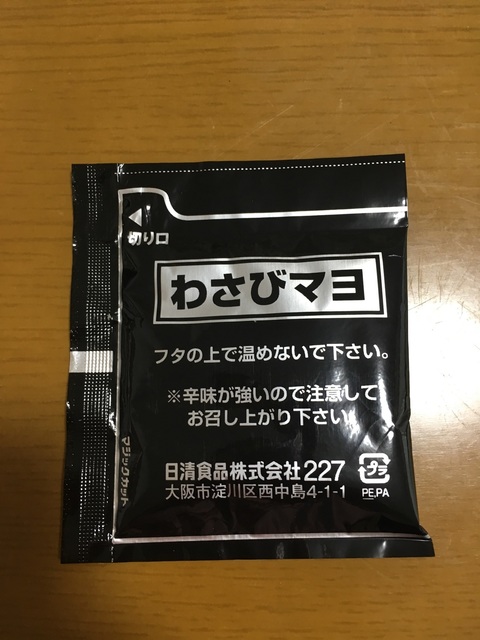 切り口
わさびマヨ
フタの上で温めないで下さい。
※辛味が強いので注意して
お召し上がり下さい。
日清食品株式会社227
大阪市淀川区西中島4-1-1
プラ
PE,PA
マジックカット